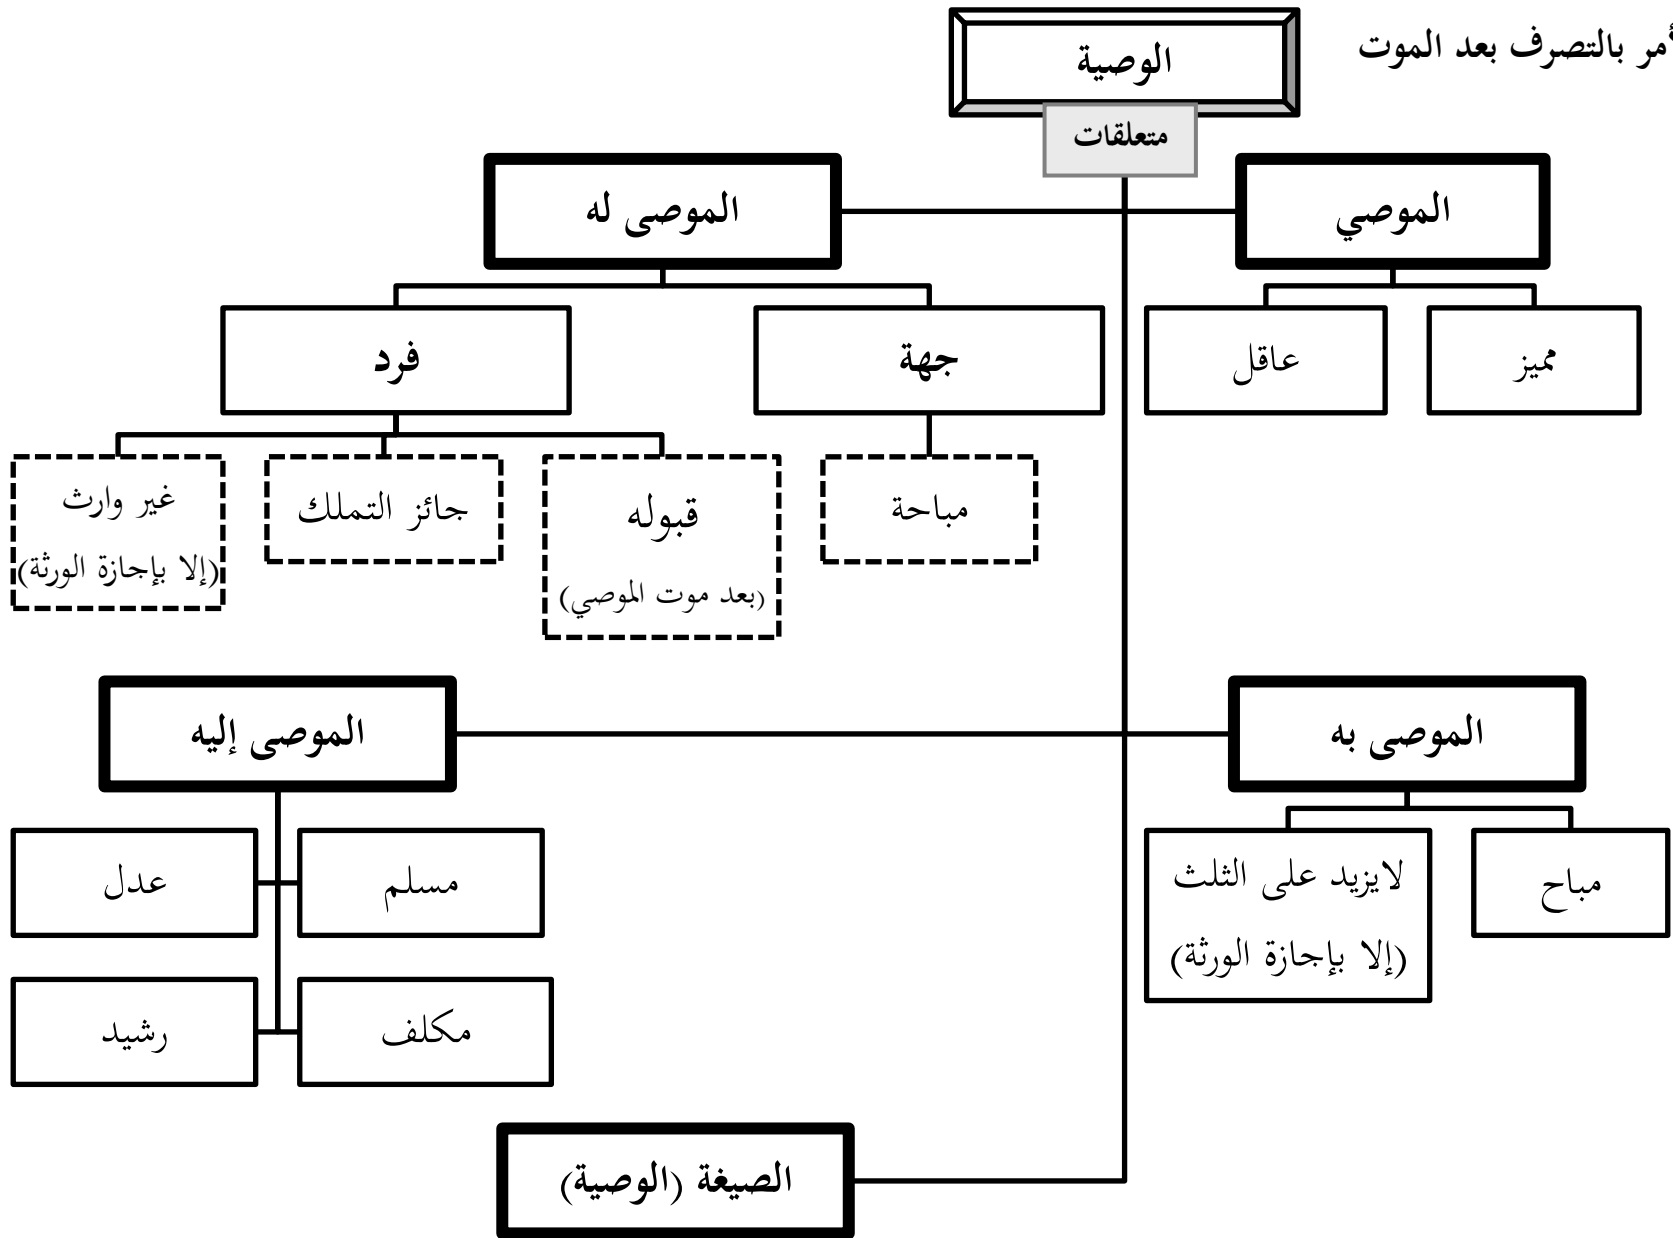 الوصية
مر بالتصرف بعد الموت
متعلقات
الموصي
الموصى له
مميز
عاقل
جهة
فرد
مباحة
قبوله
(بعد موت الموصي)
جائز التملك
غير وارث
(إلا بإجازة الورثة)
الموصى به
الموصى إليه
مباح
لايزيد على الثلث
(إلا بإجازة الورثة)
مسلم
عدل
مكلف
رشيد
الصيغة (الوصية)